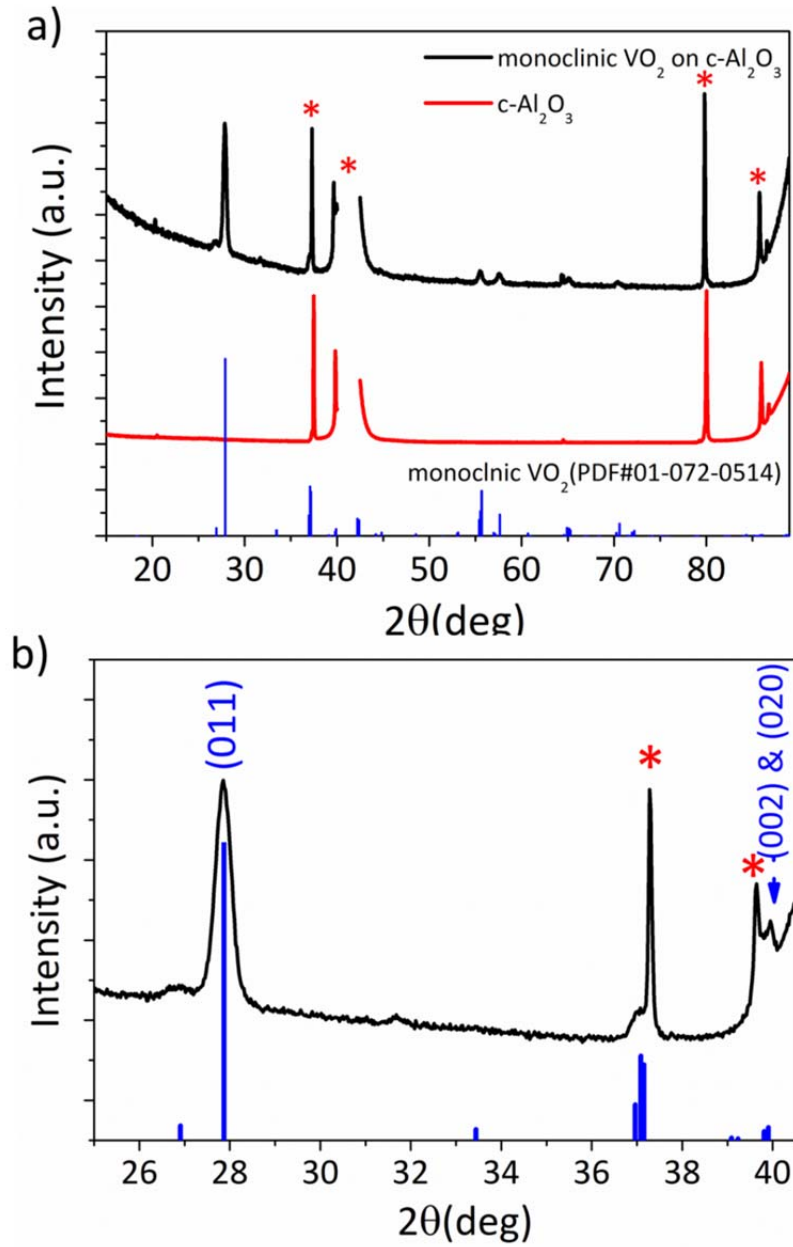 a)
monoclinic VO₂ on c-Al₂O₃
c-Al₂O₃
* * * *
Intensity (a.u.)
monoclnic VO₂(PDF#01-072-0514)
20 30 40 50 60 70 80
2θ(deg)
b)
(011)
*
*
(002) & (020)
Intensity (a.u.)
26 28 30 32 34 36 38 40
2θ(deg)